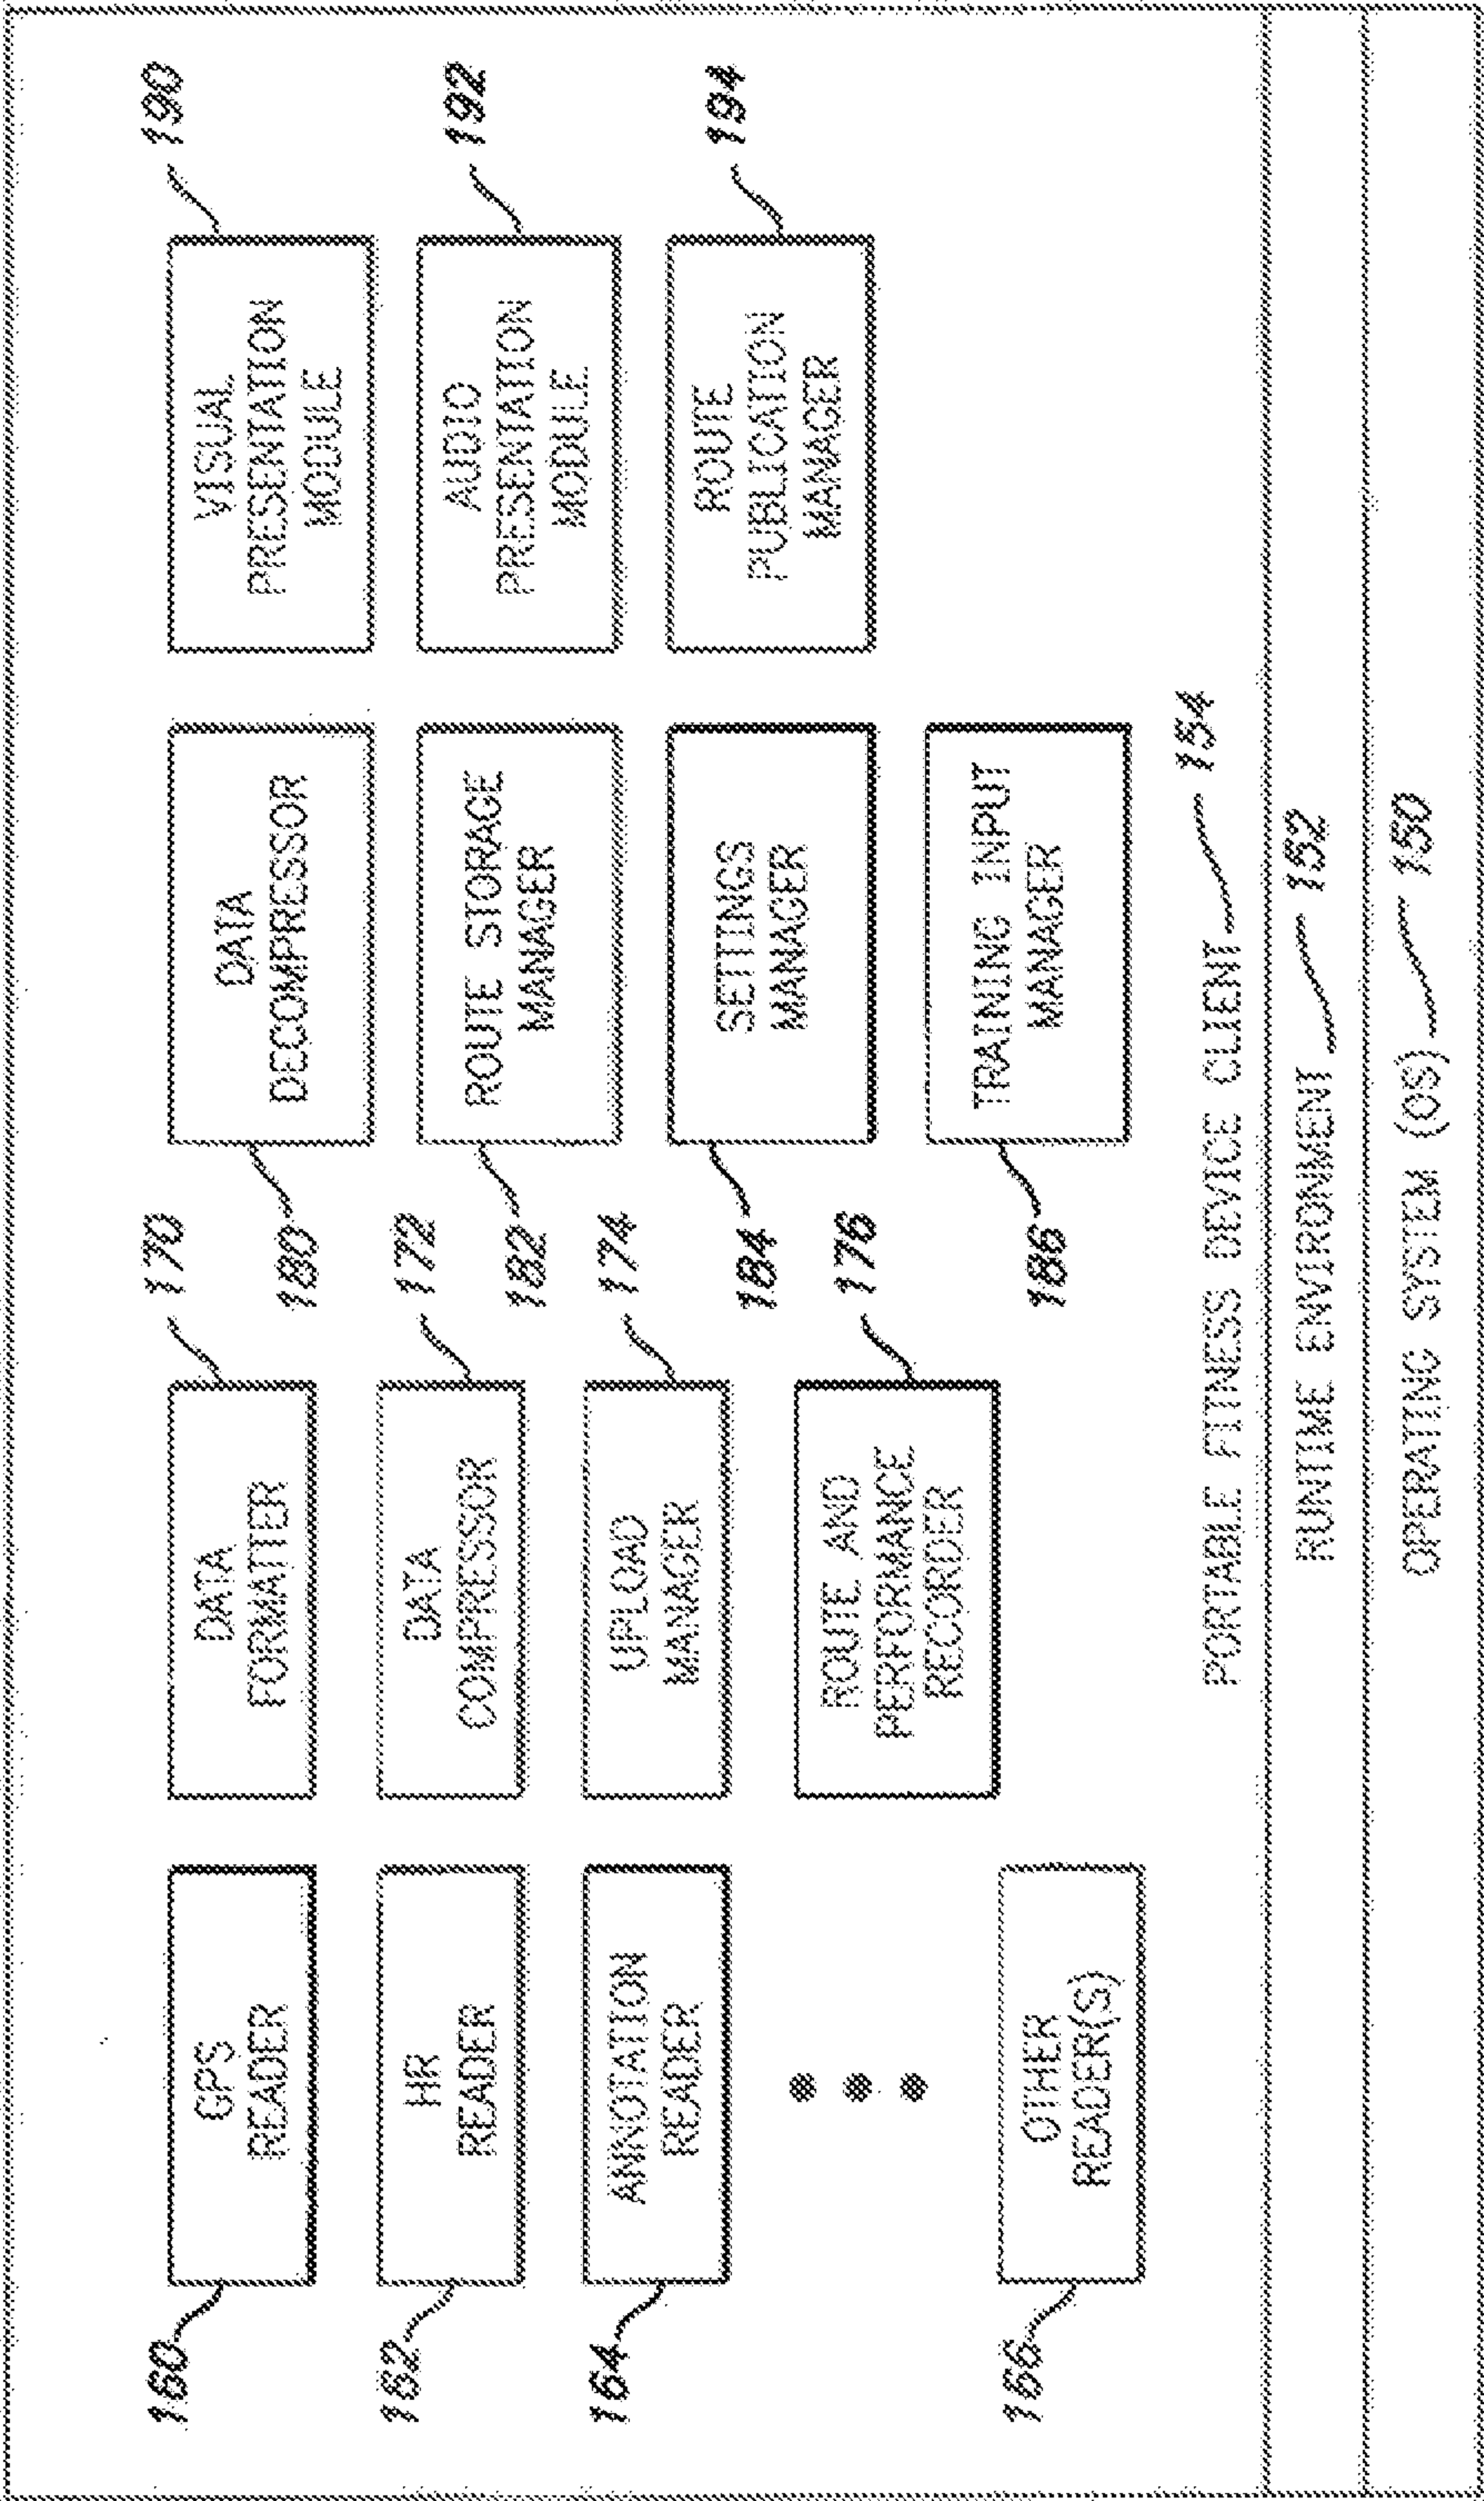 160
GPS
READER
162
HR
READER
164
ANNOTATION
READER
166
OTHER
READER(S)
170
DATA
FORMATTER
172
DATA
COMPRESSOR
174
UPLOAD
MANAGER
176
ROUTE AND
PERFORMANCE
RECORDER
180
DATA
DECOMPRESSOR
182
ROUTE STORAGE
MANAGER
184
SETTINGS
MANAGER
186
TRAINING INPUT
MANAGER
190
VISUAL
PRESENTATION
MODULE
192
AUDIO
PRESENTATION
MODULE
194
ROUTE
PUBLICATION
MANAGER
PORTABLE FITNESS DEVICE CLIENT 154
RUNTIME ENVIRONMENT 152
OPERATING SYSTEM (OS) 150